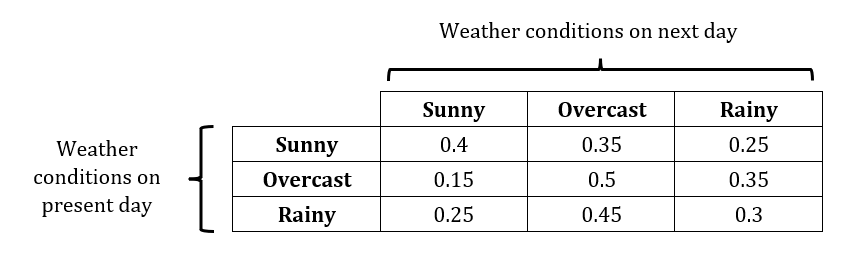 Weather conditions on next day
Sunny Overcast Rainy
Weather
conditions on
present day
Sunny 0.4 0.35 0.25
Overcast 0.15 0.5 0.35
Rainy 0.25 0.45 0.3